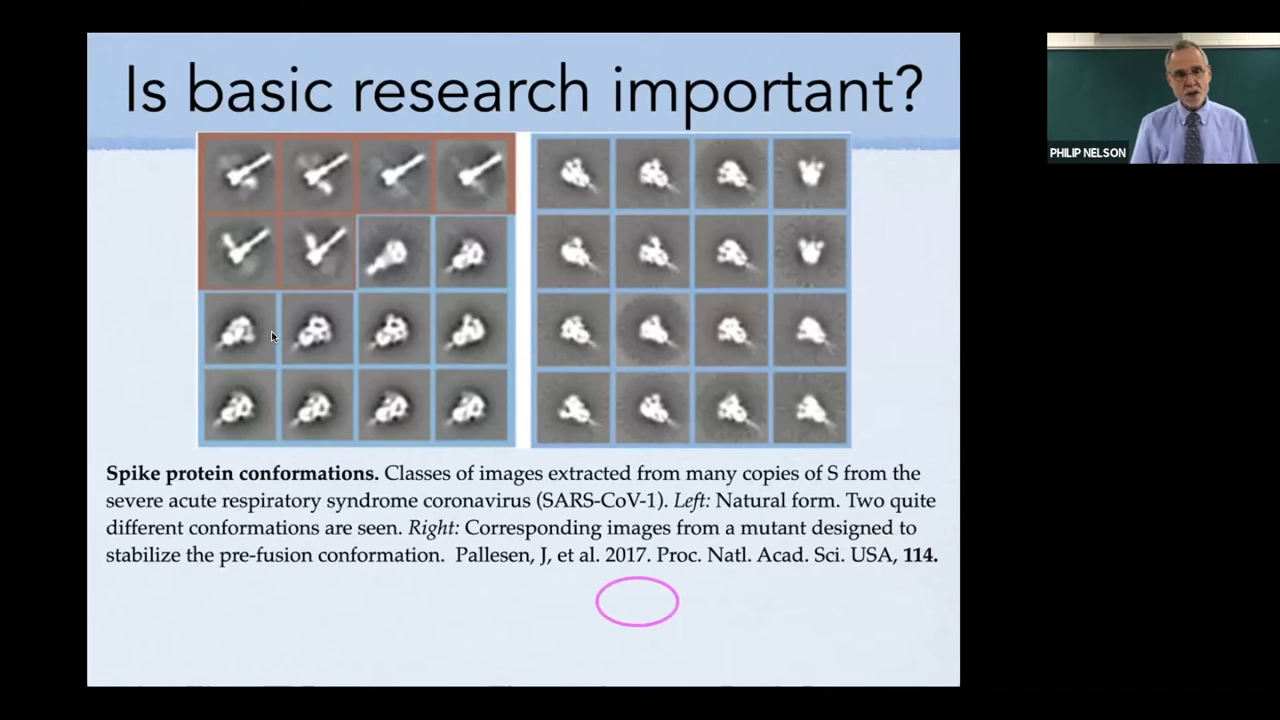 Is basic research important?
PHILIP NELSON
Spike protein conformations. Classes of images extracted from many copies of S from the
severe acute respiratory syndrome coronavirus (SARS-CoV-1). Left: Natural form. Two quite
different conformations are seen. Right: Corresponding images from a mutant designed to
stabilize the pre-fusion conformation. Pallesen, J, et al. 2017. Proc. Natl. Acad. Sci. USA, 114.